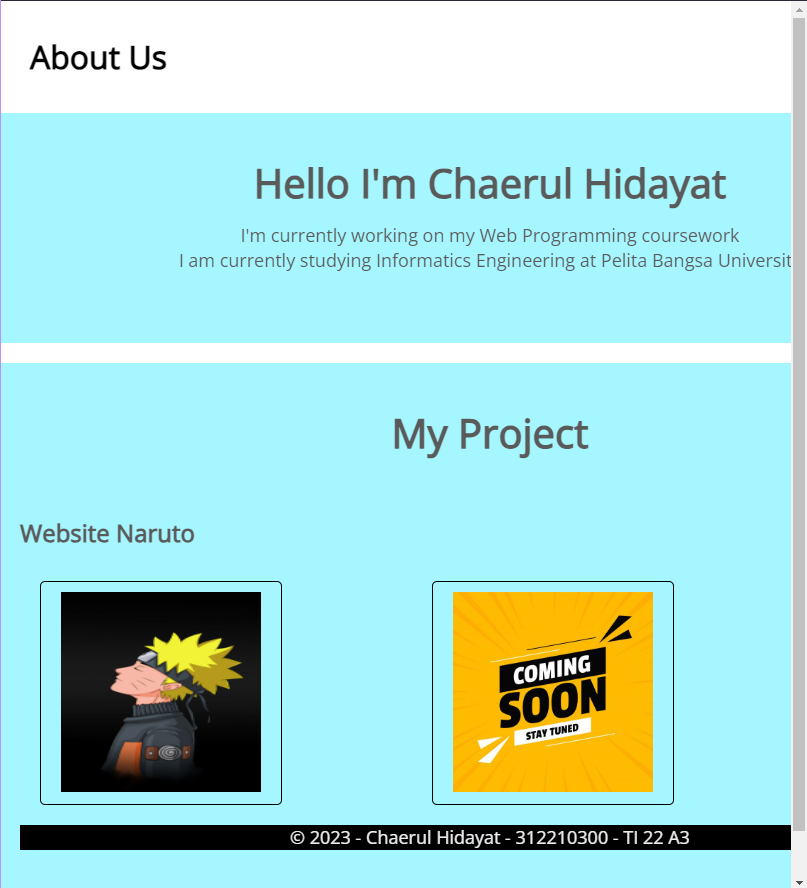 About Us
Hello I'm Chaerul Hidayat
I'm currently working on my Web Programming coursework
I am currently studying Informatics Engineering at Pelita Bangsa Universit
My Project
Website Naruto
COMING
SOON
STAY TUNED
© 2023 - Chaerul Hidayat - 312210300 - TI 22 A3